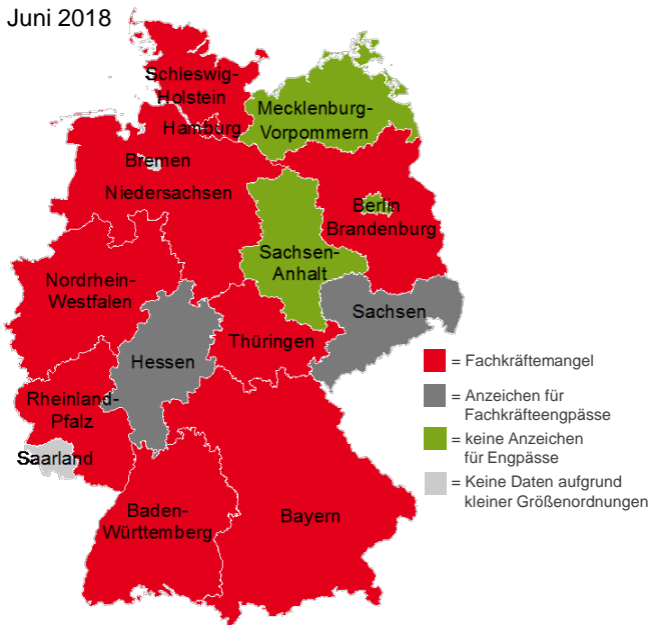 Juni 2018
Schleswig-
Holstein
Mecklenburg-
Vorpommern
Hamburg
Bremen
Niedersachsen
Berlin
Brandenburg
Sachsen-
Anhalt
Nordrhein-
Westfalen
Sachsen
Thüringen
Hessen
Rheinland-
Pfalz
Saarland
Baden-
Württemberg
Bayern
= Fachkräftemangel
= Anzeichen für
Fachkräfteengpässe
= keine Anzeichen
für Engpässe
= Keine Daten aufgrund
kleiner Größenordnungen